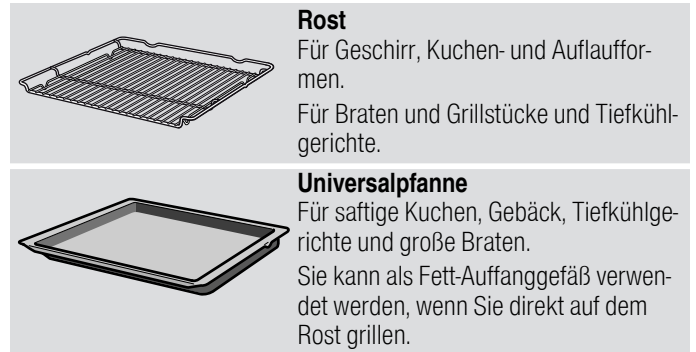 Rost
Für Geschirr, Kuchen- und Auflauffor-
men.
Für Braten und Grillstücke und Tiefkühl-
gerichte.
Universalpfanne
Für saftige Kuchen, Gebäck, Tiefkühlge-
richte und große Braten.
Sie kann als Fett-Auffanggefäß verwen-
det werden, wenn Sie direkt auf dem
Rost grillen.